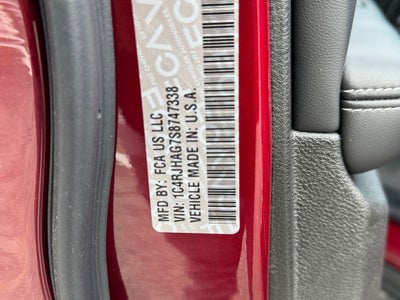 MFD BY: FCA US LLC
VIN: 1C4RJHAG7S8747338
VEHICLE MADE IN: U.S.A.